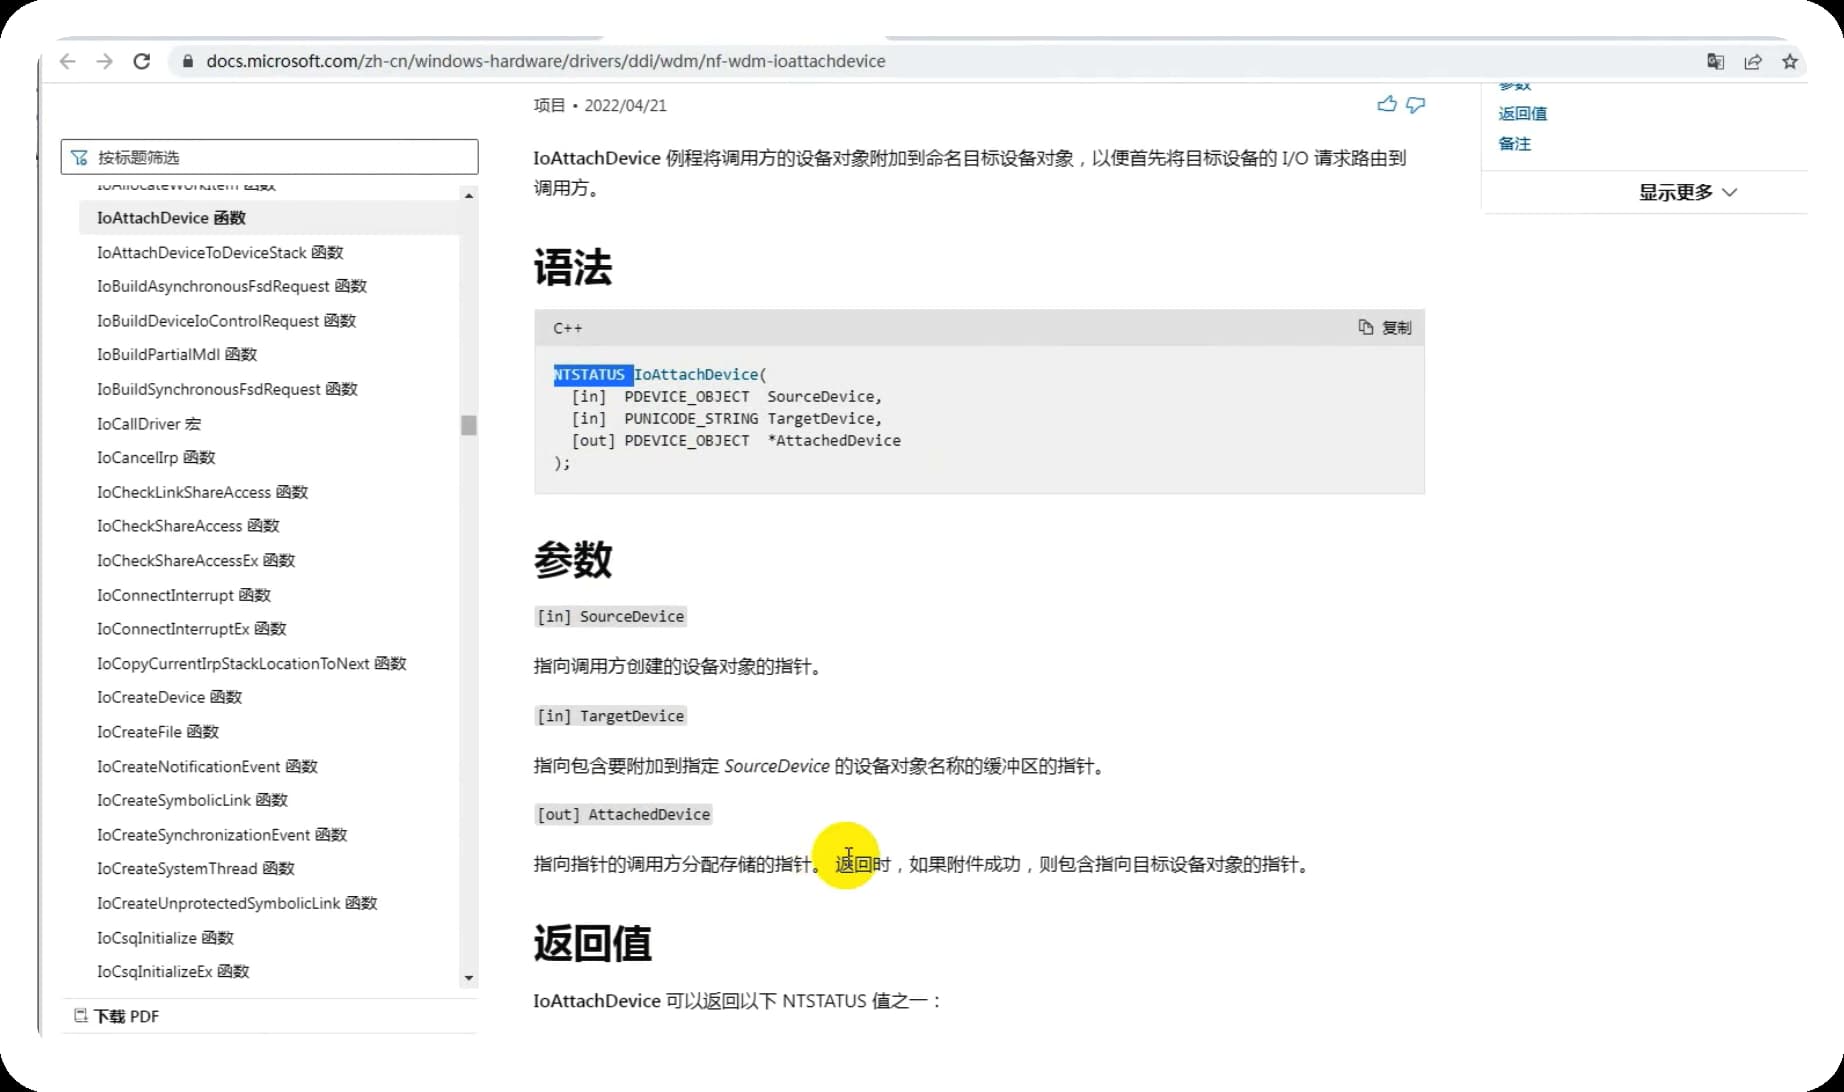 docs.microsoft.com/zh-cn/windows-hardware/drivers/ddi/wdm/nf-wdm-ioattachdevice
按标题筛选
IoAllocateWorkItem 函数
IoAttachDevice 函数
IoAttachDeviceToDeviceStack 函数
IoBuildAsynchronousFsdRequest 函数
IoBuildDeviceIoControlRequest 函数
IoBuildPartialMdl 函数
IoBuildSynchronousFsdRequest 函数
IoCallDriver 宏
IoCancelIrp 函数
IoCheckLinkShareAccess 函数
IoCheckShareAccess 函数
IoCheckShareAccessEx 函数
IoConnectInterrupt 函数
IoConnectInterruptEx 函数
IoCopyCurrentIrpStackLocationToNext 函数
IoCreateDevice 函数
IoCreateFile 函数
IoCreateNotificationEvent 函数
IoCreateSymbolicLink 函数
IoCreateSynchronizationEvent 函数
IoCreateSystemThread 函数
IoCreateUnprotectedSymbolicLink 函数
IoCsqInitialize 函数
IoCsqInitializeEx 函数
下载 PDF
项目 • 2022/04/21
IoAttachDevice 例程将调用方的设备对象附加到命名目标设备对象，以便首先将目标设备的 I/O 请求路由到
调用方。
语法
C++
复制
NTSTATUS IoAttachDevice(
[in] PDEVICE_OBJECT SourceDevice,
[in] PUNICODE_STRING TargetDevice,
[out] PDEVICE_OBJECT *AttachedDevice
);
参数
[in] SourceDevice
指向调用方创建的设备对象的指针。
[in] TargetDevice
指向包含要附加到指定 SourceDevice 的设备对象名称的缓冲区的指针。
[out] AttachedDevice
指向指针的调用方分配存储的指针。 返回时，如果附件成功，则包含指向目标设备对象的指针。
返回值
IoAttachDevice 可以返回以下 NTSTATUS 值之一：
参数
返回值
备注
显示更多